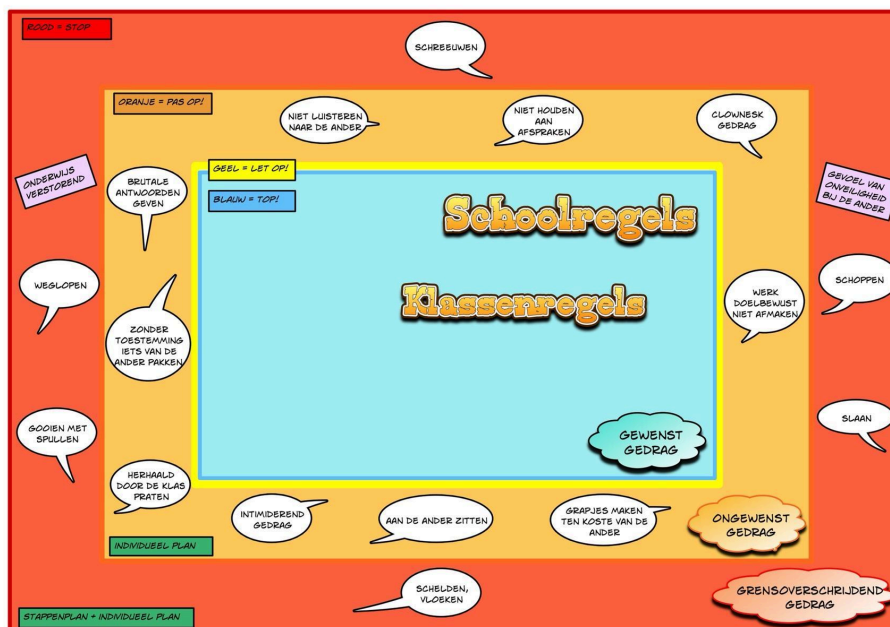 ROOD = STOP
SCHREEUWEN
ORANJE = PAS OP!
NIET LUISTEREN
NAAR DE ANDER
NIET HOUDEN
AAN
AFSPRAKEN
CLOWNESK
GEDRAG
ONDERWIJS
VERSTOREND
BRUTALE
ANTWOORDEN
GEVEN
GEEL = LET OP!
BLAUW = TOP!
Schoolregels
GEVOEL VAN
ONVEILIGHEID
BIJ DE ANDER
WEGLOPEN
Klassenregels
WERK
DOELBEWUST
NIET AFMAKEN
SCHOPPEN
ZONDER
TOESTEMMING
IETS VAN DE
ANDER PAKKEN
GOOIEN MET
SPULLEN
GEWENST
GEDRAG
SLAAN
HERHAALD
DOOR DE KLAS
PRATEN
INTIMIDEREND
GEDRAG
AAN DE ANDER ZITTEN
GRAPJES MAKEN
TEN KOSTE VAN DE
ANDER
ONGEWENST
GEDRAG
INDIVIDUEEL PLAN
SCHELDEN,
VLOEKEN
GRENSOVERSCHRIJDEND
GEDRAG
STAPPENPLAN + INDIVIDUEEL PLAN